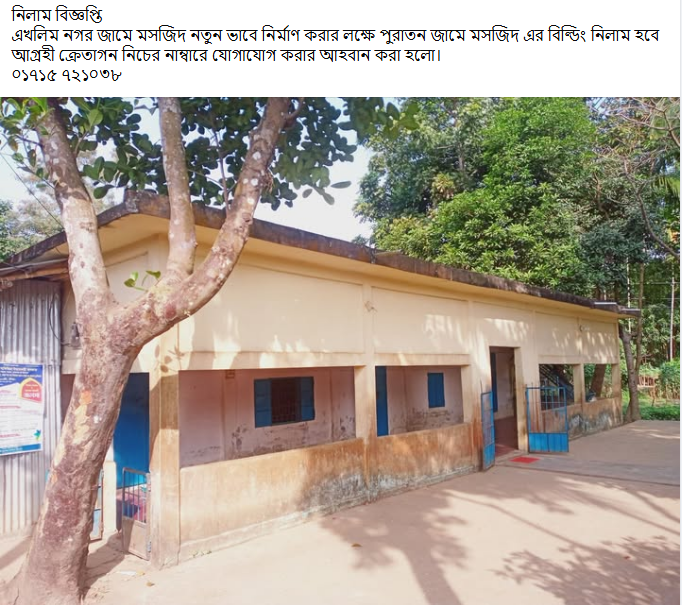 নিলাম বিজ্ঞপ্তি
এখলিম নগর জামে মসজিদ নতুন ভাবে নির্মাণ করার লক্ষে পুরাতন জামে মসজিদ এর বিল্ডিং নিলাম হবে
আগ্রহী ক্রেতাগন নিচের নাম্বারে যোগাযোগ করার আহবান করা হলো।
০১৭১৫ ৭২১০৩৮